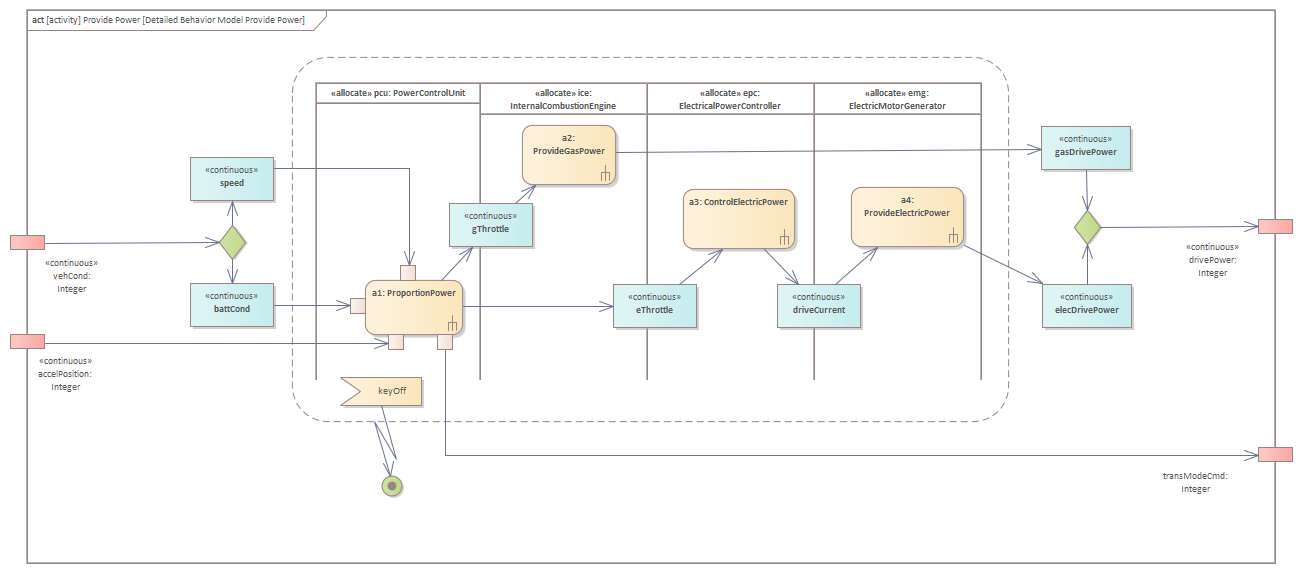 act [activity] Provide Power [Detailed Behavior Model Provide Power]
«allocate» pcu: PowerControlUnit
«allocate» ice:
InternalCombustionEngine
«allocate» epc:
ElectricalPowerController
«allocate» emg:
ElectricMotorGenerator
a2:
ProvideGasPower
«continuous»
gasDrivePower
«continuous»
speed
«continuous»
gThrottle
a3: ControlElectricPower
a4:
ProvideElectricPower
«continuous»
vehCond:
Integer
«continuous»
drivePower:
Integer
«continuous»
battCond
a1: ProportionPower
«continuous»
eThrottle
«continuous»
driveCurrent
«continuous»
elecDrivePower
«continuous»
accelPosition:
Integer
keyOff
transModeCmd:
Integer